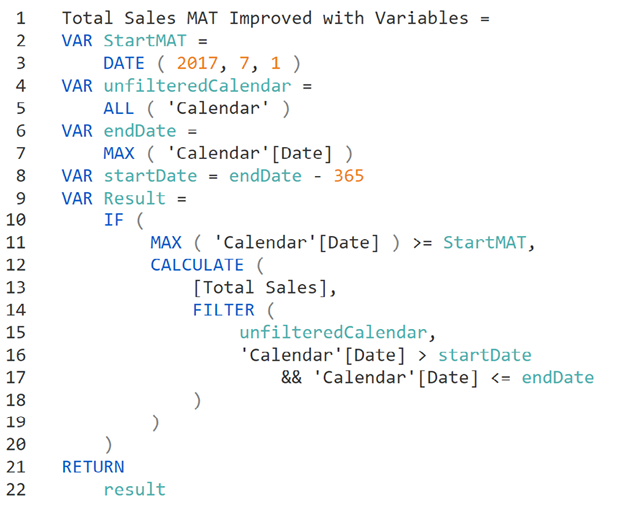 1 Total Sales MAT Improved with Variables =
2 VAR StartMAT =
3 DATE ( 2017, 7, 1 )
4 VAR unfilteredCalendar =
5 ALL ( 'Calendar' )
6 VAR endDate =
7 MAX ( 'Calendar'[Date] )
8 VAR startDate = endDate - 365
9 VAR Result =
10 IF (
11 MAX ( 'Calendar'[Date] ) >= StartMAT,
12 CALCULATE (
13 [Total Sales],
14 FILTER (
15 unfilteredCalendar,
16 'Calendar'[Date] > startDate
17 && 'Calendar'[Date] <= endDate
18 )
19 )
20 )
21 RETURN
22 result